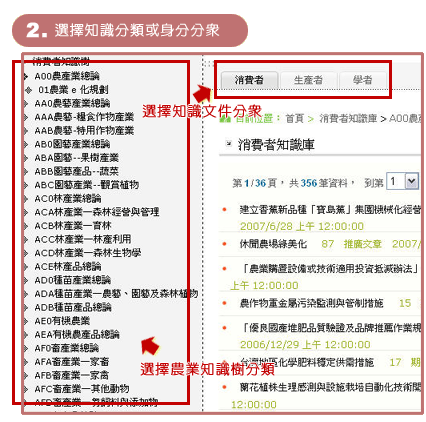 2. 選擇知識分類或身分分衆
消費者知識樹
A00農產業總論
01農業 e 化規劃
AA0農藝產業總論
AAA農藝-糧食作物產業
AAB農藝-特用作物產業
AB0園藝產業總論
ABA園藝--果樹產業
ABB園藝產品--蔬菜
ABC園藝產業--觀賞植物
AC0林產業總論
ACA林產業—森林經營與管理
ACB林產業—育林
ACC林產業—林產利用
ACD林產業—森林生物學
ACE林產品總論
AD0種苗產業總論
ADA種苗產業—農藝、園藝及森林植物
ADB種苗產品總論
AE0有機農業
AEA有機農產品總論
AF0畜產業總論
AFA畜產業—家畜
AFB畜產業—家禽
AFC畜產業—其他動物
AFD畜產業—芻飼料與添加物
選擇農業知識樹分類
消費者
生產者
學者
選擇知識文件分衆
目前位置： 首頁 > 消費者知識庫 > A00農
消費者知識庫
第 1/36頁， 共 356筆資料， 到第 1
建立香蕉新品種「寶島蕉」集團機械化經營
2007/6/28 上午 12:00:00
休閒農場綠美化 87 推廣文章 2007/
「農業購置設備或技術適用投資抵減辦法」
上午 12:00:00
農作物重金屬污染監測與管制措施 15
「優良國產堆肥品質驗證及品牌推薦作業規
2006/12/29 上午 12:00:00
台灣地區化學肥料穩定供需措施 17 期
蘭花植株生理感測與設施栽培自動化技術開
12:00:00